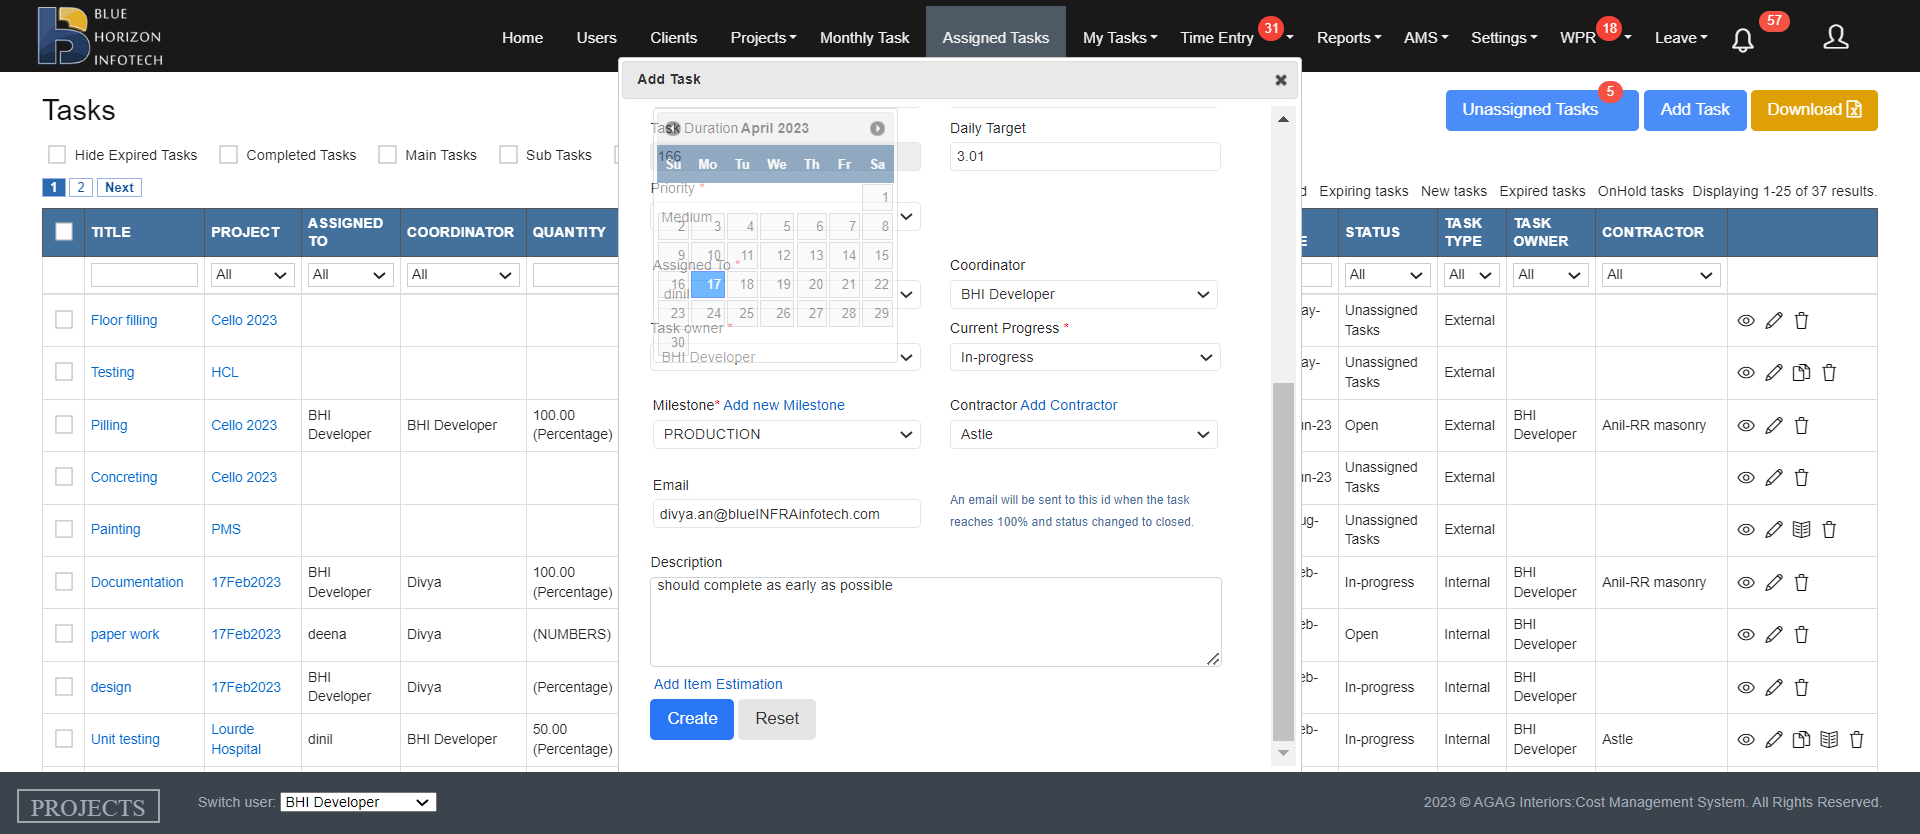 BLUE
HORIZON
INFOTECH
Home Users Clients Projects Monthly Task Assigned Tasks My Tasks Time Entry 31 Reports AMS Settings WPR 18 Leave 57
Add Task
Tasks
Unassigned Tasks 5 Add Task Download
Hide Expired Tasks Completed Tasks Main Tasks Sub Tasks
1 2 Next
Expiring tasks New tasks Expired tasks OnHold tasks Displaying 1-25 of 37 results.
TITLE PROJECT ASSIGNED TO COORDINATOR QUANTITY STATUS TASK TYPE TASK OWNER CONTRACTOR
All All All All All All All
Floor filling Cello 2023 ay- Unassigned Tasks External
Testing HCL ay- Unassigned Tasks External
Pilling Cello 2023 BHI Developer BHI Developer 100.00 (Percentage) un-23 Open External BHI Developer Anil-RR masonry
Concreting Cello 2023 un-23 Unassigned Tasks External
Painting PMS ug- Unassigned Tasks External
Documentation 17Feb2023 BHI Developer Divya 100.00 (Percentage) eb- In-progress Internal BHI Developer Anil-RR masonry
paper work 17Feb2023 deena Divya (NUMBERS) eb- Open Internal BHI Developer
design 17Feb2023 BHI Developer Divya (Percentage) eb- In-progress Internal BHI Developer
Unit testing Lourde Hospital dinil BHI Developer 50.00 (Percentage) eb- In-progress Internal BHI Developer Astle
Task Duration Daily Target
166 3.01
Priority *
Medium
Assigned To * Coordinator
dinil BHI Developer
Task owner * Current Progress *
BHI Developer In-progress
April 2023
Su Mo Tu We Th Fr Sa
1
2 3 4 5 6 7 8
9 10 11 12 13 14 15
16 17 18 19 20 21 22
23 24 25 26 27 28 29
30
Milestone* Add new Milestone Contractor Add Contractor
PRODUCTION Astle
Email
divya.an@blueINFRAinfotech.com
An email will be sent to this id when the task
reaches 100% and status changed to closed.
Description
should complete as early as possible
Add Item Estimation
Create Reset
PROJECTS Switch user: BHI Developer 2023 © AGAG Interiors:Cost Management System. All Rights Reserved.